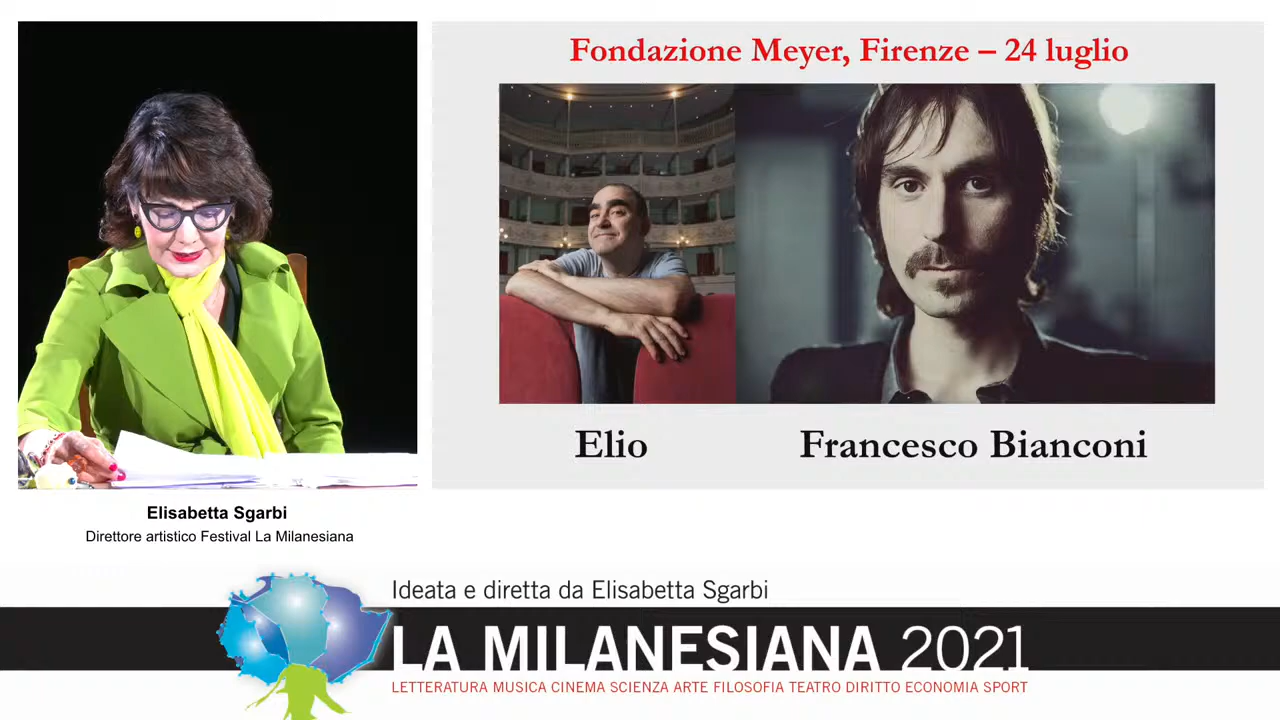 Fondazione Meyer, Firenze – 24 luglio
Elio
Francesco Bianconi
Elisabetta Sgarbi
Direttore artistico Festival La Milanesiana
Ideata e diretta da Elisabetta Sgarbi
LA MILANESIANA 2021
LETTERATURA MUSICA CINEMA SCIENZA ARTE FILOSOFIA TEATRO DIRITTO ECONOMIA SPORT